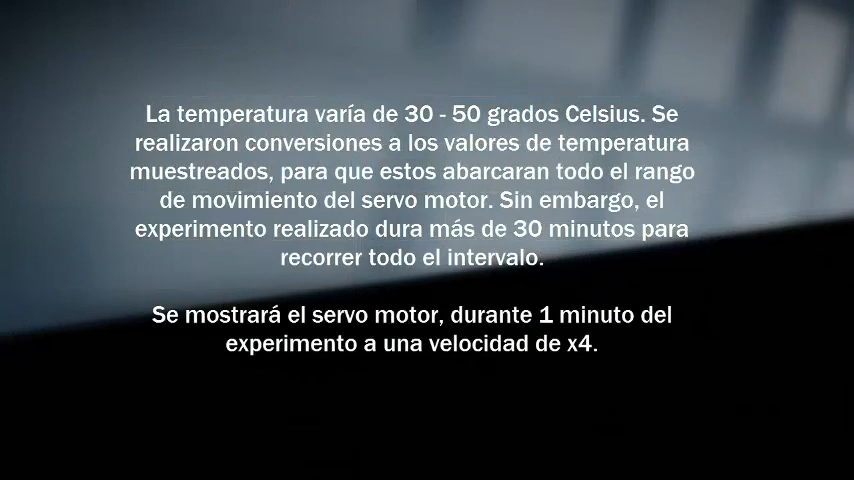 La temperatura varía de 30 - 50 grados Celsius. Se
realizaron conversiones a los valores de temperatura
muestreados, para que estos abarcaran todo el rango
de movimiento del servo motor. Sin embargo, el
experimento realizado dura más de 30 minutos para
recorrer todo el intervalo.
Se mostrará el servo motor, durante 1 minuto del
experimento a una velocidad de x4.